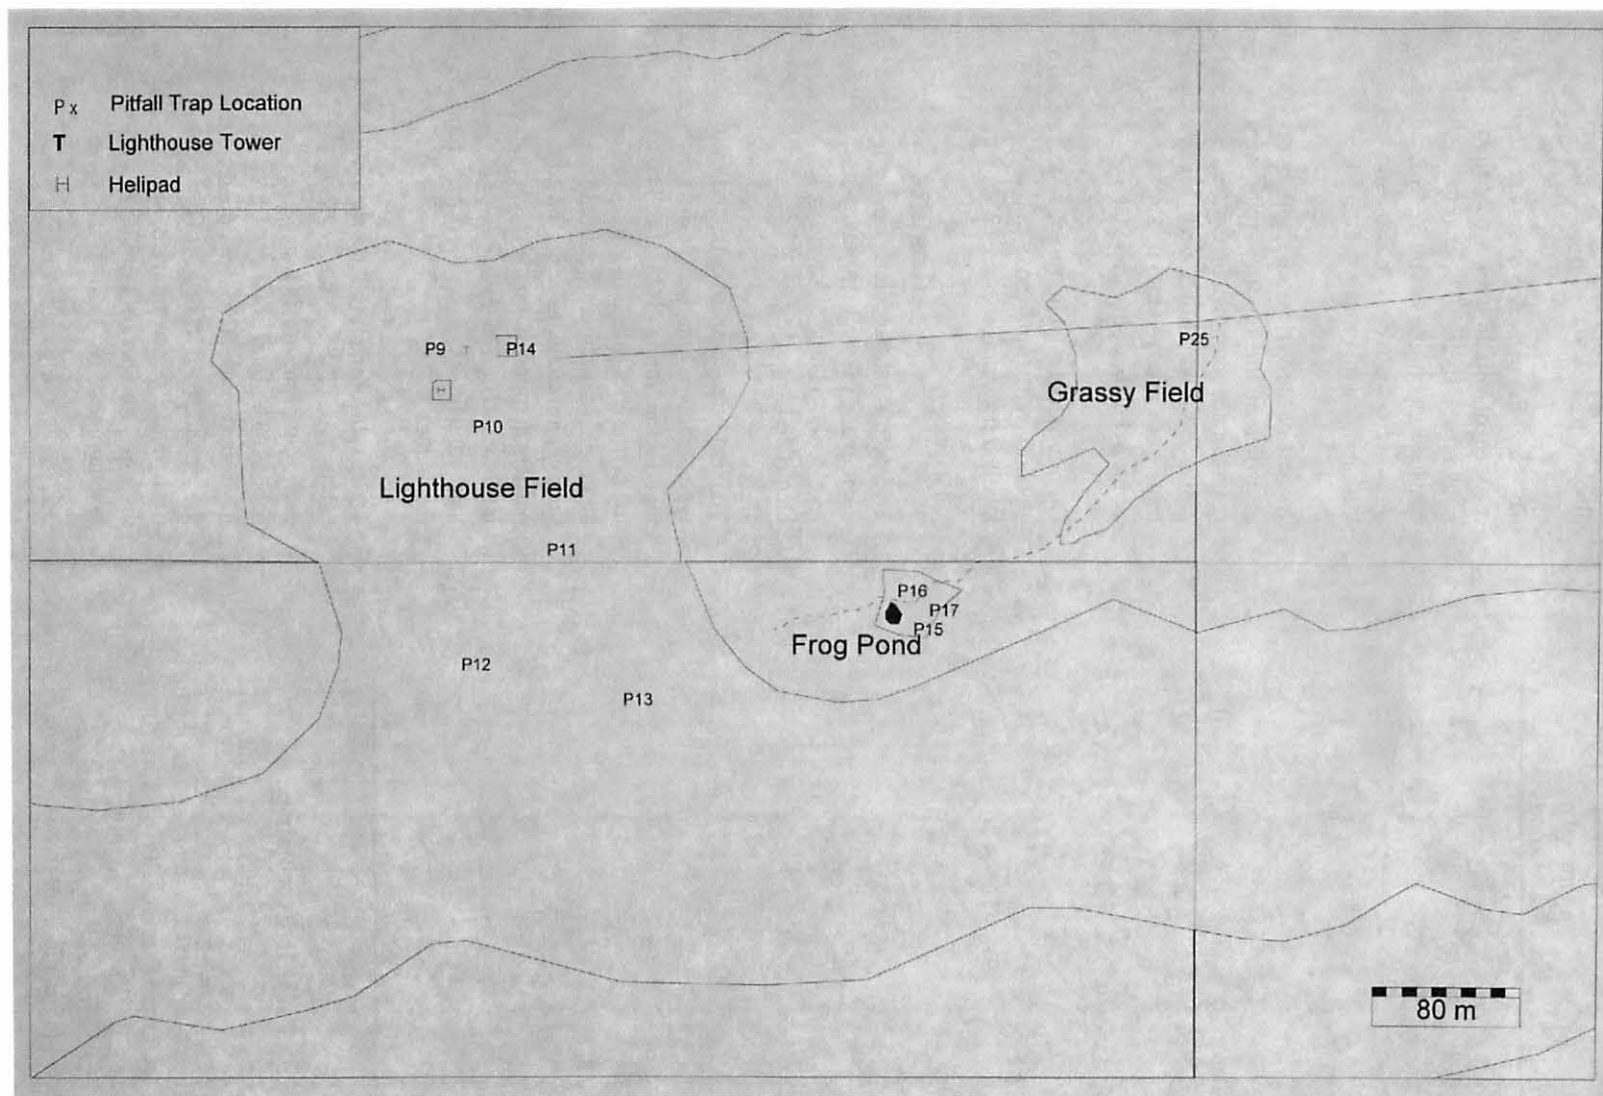 Px Pitfall Trap Location
T Lighthouse Tower
H Helipad
P9 T P14
P25
H
Grassy Field
P10
Lighthouse Field
P11
P16
P17
P15
Frog Pond
P12
P13
80 m